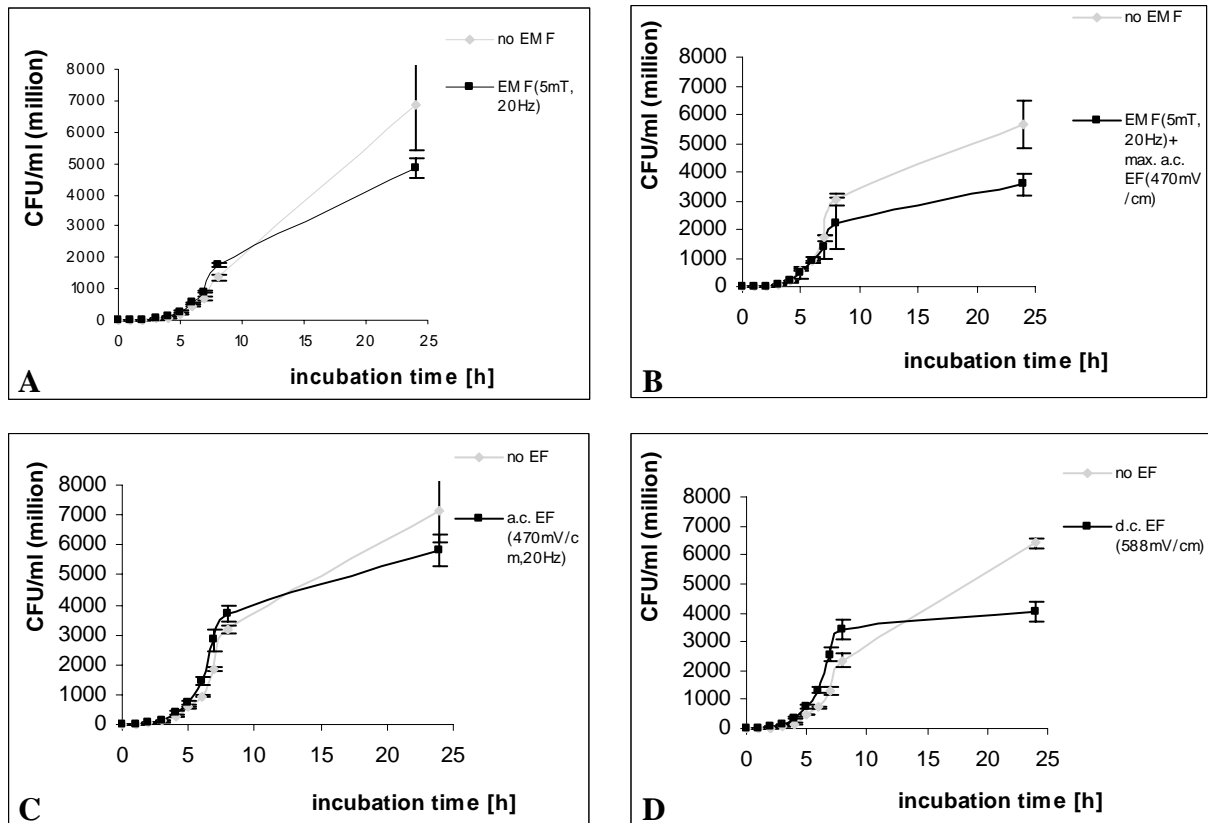 no EMF
EMF(5mT,
20Hz)
CFU/ml (million)
8000
7000
6000
5000
4000
3000
2000
1000
0
0 5 10 15 20 25
incubation time [h]
A
no EMF
EMF(5mT,
20Hz)+
max. a.c.
EF(470mV
/cm)
CFU/ml (million)
8000
7000
6000
5000
4000
3000
2000
1000
0
0 5 10 15 20 25
incubation time [h]
B
no EF
a.c. EF
(470mV/c
m,20Hz)
CFU/ml (million)
8000
7000
6000
5000
4000
3000
2000
1000
0
0 5 10 15 20 25
incubation time [h]
C
no EF
d.c. EF
(588mV/cm)
CFU/ml (million)
8000
7000
6000
5000
4000
3000
2000
1000
0
0 5 10 15 20 25
incubation time [h]
D